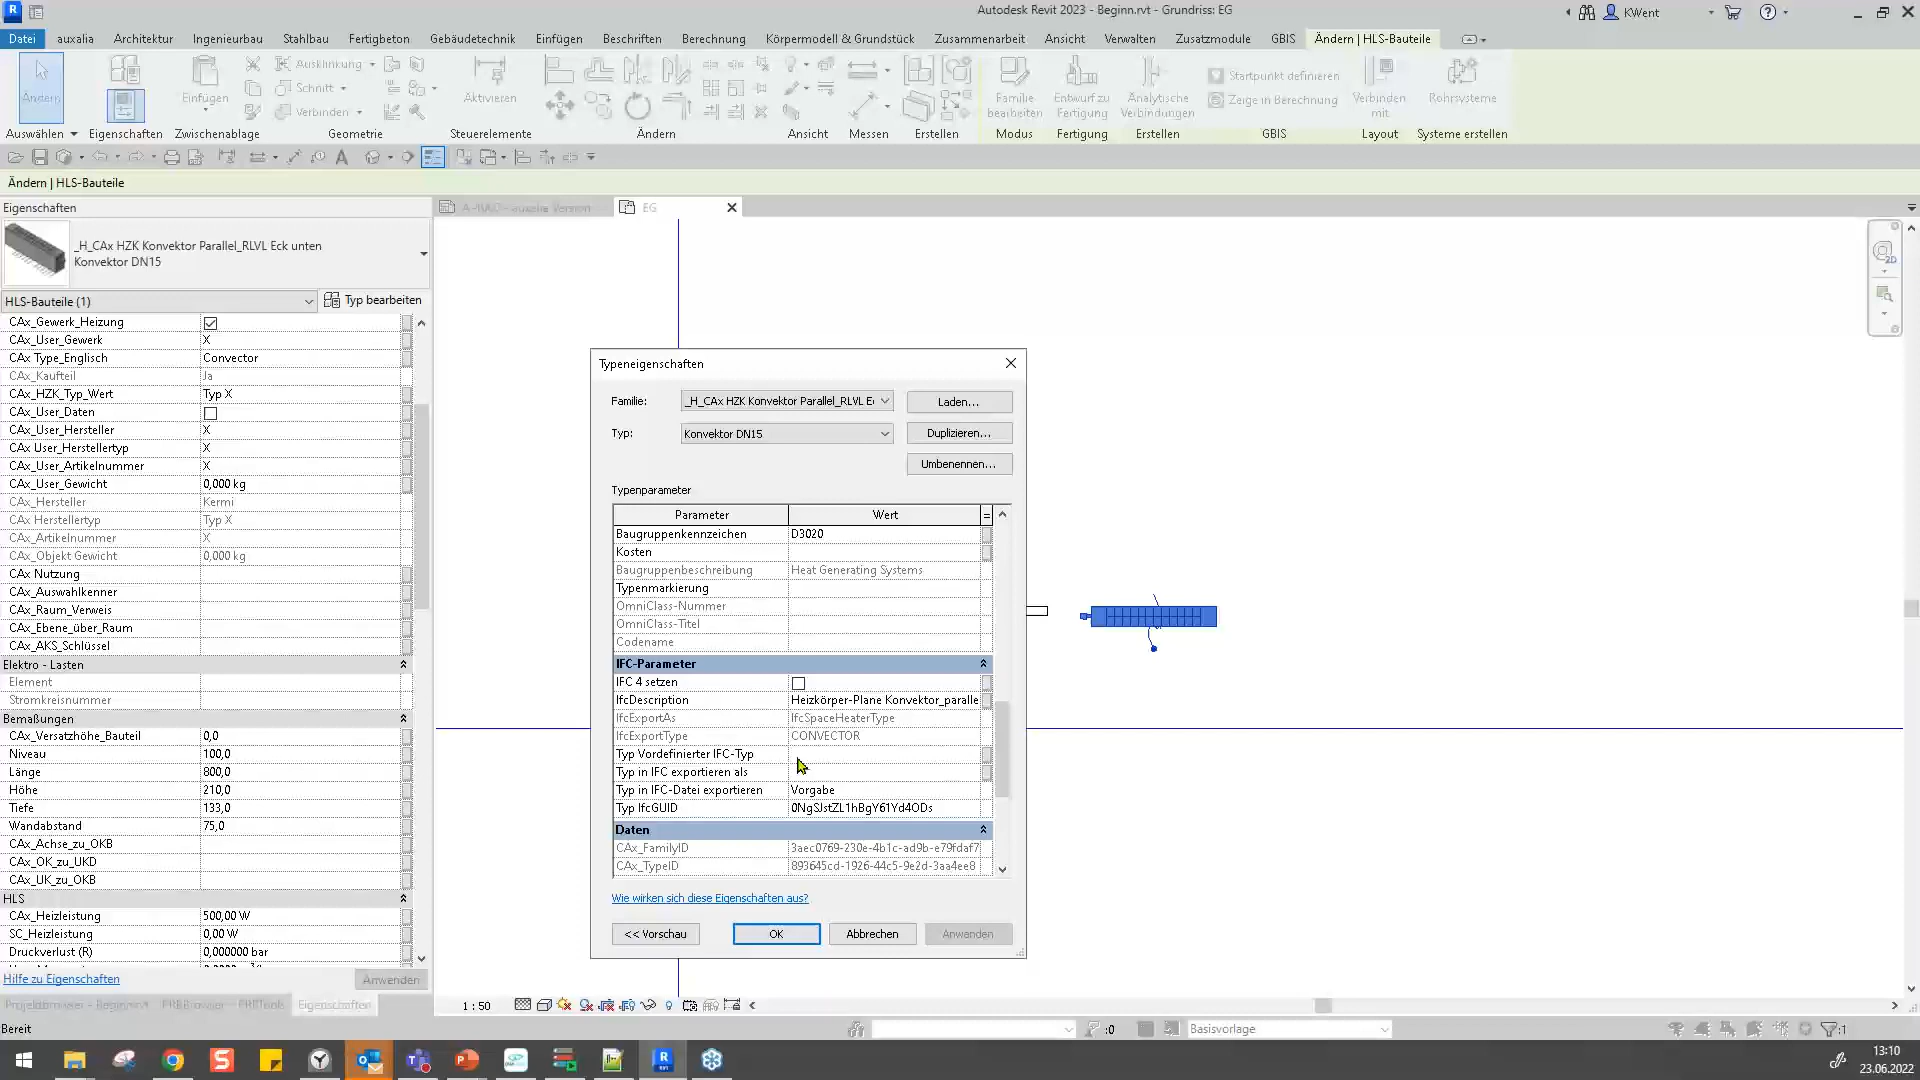 Autodesk Revit 2023 - Beginn.rvt - Grundriss: EG
KWent
Datei auxalia Architektur Ingenieurbau Stahlbau Fertigbeton Gebäudetechnik Einfügen Beschriften Berechnung Körpermodell & Grundstück Zusammenarbeit Ansicht Verwalten Zusatzmodule GBIS Ändern | HLS-Bauteile
Ändern
Einfügen
Ausklinkung
Schnitt
Verbinden
Aktivieren
Familie bearbeiten
Entwurf zu Fertigung
Analytische Verbindungen
Startpunkt definieren
Zeige in Berechnung
Verbinden mit
Rohrsysteme
Auswählen Eigenschaften Zwischenablage Geometrie Steuerelemente Ändern Ansicht Messen Erstellen Modus Fertigung Erstellen GBIS Layout Systeme erstellen
Ändern | HLS-Bauteile
Eigenschaften
EG
_H_CAx HZK Konvektor Parallel_RLVL Eck unten
Konvektor DN15
HLS-Bauteile (1)
Typ bearbeiten
CAx_Gewerk_Heizung
CAx_User_Gewerk X
CAx Type_Englisch Convector
CAx_Kaufteil Ja
CAx_HZK_Typ_Wert Typ X
CAx_User_Daten
CAx_User_Hersteller X
CAx User_Herstellertyp X
CAx_User_Artikelnummer X
CAx_User_Gewicht 0,000 kg
CAx_Hersteller Kermi
CAx Herstellertyp Typ X
CAx_Artikelnummer X
CAx_Objekt Gewicht 0,000 kg
CAx Nutzung
CAx_Auswahlkenner
CAx_Raum_Verweis
CAx_Ebene_über_Raum
CAx_AKS_Schlüssel
Elektro - Lasten
Element
Stromkreisnummer
Bemaßungen
CAx_Versatzhöhe_Bauteil 0,0
Niveau 100,0
Länge 800,0
Höhe 210,0
Tiefe 133,0
Wandabstand 75,0
CAx_Achse_zu_OKB
CAx_OK_zu_UKD
CAx_UK_zu_OKB
HLS
CAx_Heizleistung 500,00 W
SC_Heizleistung 0,00 W
Druckverlust (R) 0,000000 bar
Hilfe zu Eigenschaften
Anwenden
Eigenschaften
Bereit
Typeneigenschaften
Familie: _H_CAx HZK Konvektor Parallel_RLVL E Laden...
Typ: Konvektor DN15 Duplizieren...
Umbenennen...
Typenparameter
Parameter Wert =
Baugruppenkennzeichen D3020
Kosten
Baugruppenbeschreibung Heat Generating Systems
Typenmarkierung
OmniClass-Nummer
OmniClass-Titel
Codename
IFC-Parameter
IFC 4 setzen
IfcDescription Heizkörper-Plane Konvektor_paralle
IfcExportAs IfcSpaceHeaterType
IfcExportType CONVECTOR
Typ Vordefinierter IFC-Typ
Typ in IFC exportieren als
Typ in IFC-Datei exportieren Vorgabe
Typ IfcGUID 0NgSJstZL1hBgY61Yd4ODs
Daten
CAx_FamilyID 3aec0769-230e-4b1c-ad9b-e79fdaf7
CAx_TypeID 893645cd-1926-44c5-9e2d-3aa4ee8
Wie wirken sich diese Eigenschaften aus?
<< Vorschau OK Abbrechen Anwenden
2D
1 : 50
:0
Basisvorlage
:1
13:10
23.06.2022